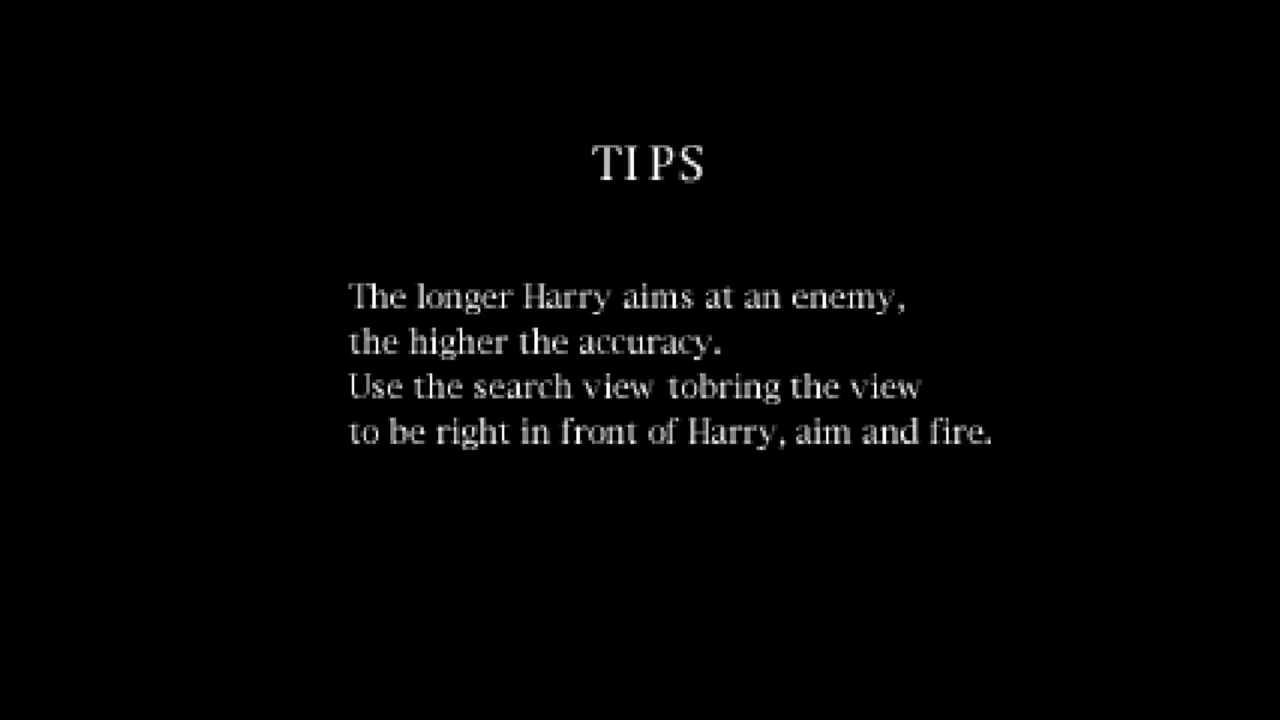 TIPS
The longer Harry aims at an enemy,
the higher the accuracy.
Use the search view tobring the view
to be right in front of Harry, aim and fire.